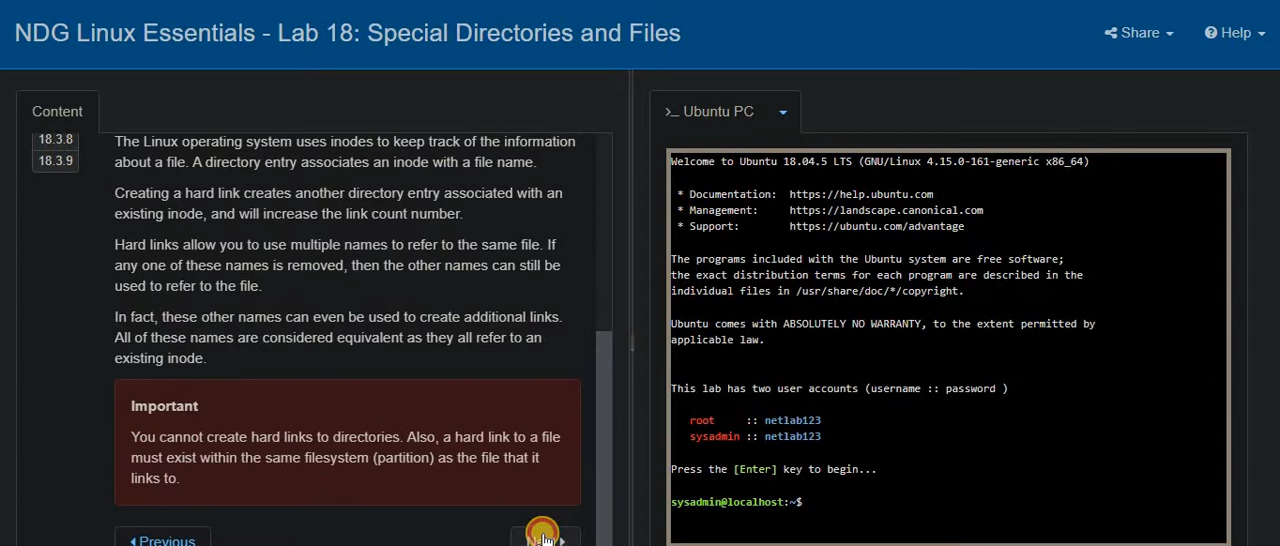 NDG Linux Essentials - Lab 18: Special Directories and Files
Share
Help
Content
18.3.8
18.3.9
The Linux operating system uses inodes to keep track of the information
about a file. A directory entry associates an inode with a file name.
Creating a hard link creates another directory entry associated with an
existing inode, and will increase the link count number.
Hard links allow you to use multiple names to refer to the same file. If
any one of these names is removed, then the other names can still be
used to refer to the file.
In fact, these other names can even be used to create additional links.
All of these names are considered equivalent as they all refer to an
existing inode.
Important
You cannot create hard links to directories. Also, a hard link to a file
must exist within the same filesystem (partition) as the file that it
links to.
Previous
>_ Ubuntu PC
Welcome to Ubuntu 18.04.5 LTS (GNU/Linux 4.15.0-161-generic x86_64)
* Documentation: https://help.ubuntu.com
* Management: https://landscape.canonical.com
* Support: https://ubuntu.com/advantage
The programs included with the Ubuntu system are free software;
the exact distribution terms for each program are described in the
individual files in /usr/share/doc/*/copyright.
Ubuntu comes with ABSOLUTELY NO WARRANTY, to the extent permitted by
applicable law.
This lab has two user accounts (username :: password )
root :: netlab123
sysadmin :: netlab123
Press the [Enter] key to begin...
sysadmin@localhost:~$